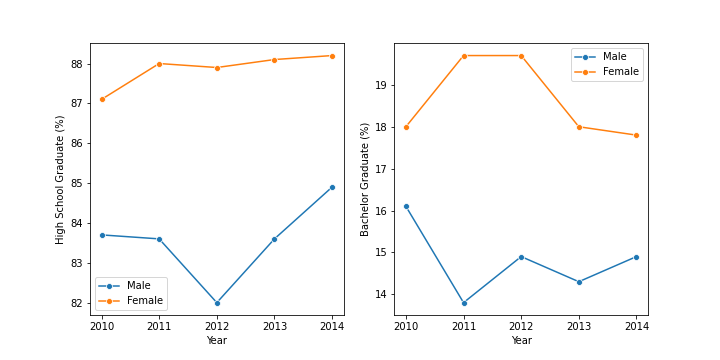 High School Graduate (%)
88
87
86
85
84
83
82
Male
Female
2010 2011 2012 2013 2014
Year
Bachelor Graduate (%)
19
18
17
16
15
14
Male
Female
2010 2011 2012 2013 2014
Year